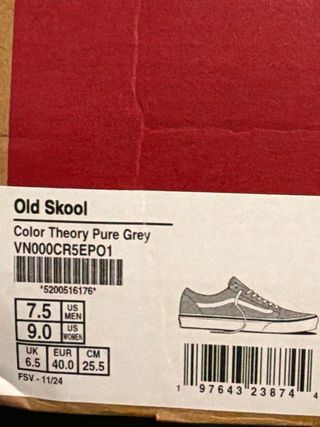 Old Skool
Color Theory Pure Grey
VN000CR5EPO1
*5200516176*
7.5 US MEN
9.0 US WOMEN
UK 6.5 EUR 40.0 CM 25.5
FSV - 11/24
1 97643 23874 4